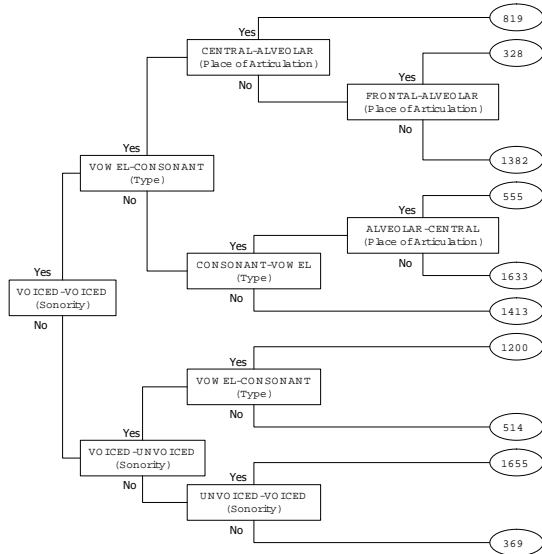 Yes
819
CENTRAL-ALVEOLAR
(Place of Articulation)
No
Yes
328
FRONTAL-ALVEOLAR
(Place of Articulation)
No
1382
Yes
VOWEL-CONSONANT
(Type)
No
Yes
555
ALVEOLAR-CENTRAL
(Place of Articulation)
No
1633
Yes
CONSONANT-VOWEL
(Type)
No
1413
Yes
VOICED-VOICED
(Sonority)
No
Yes
1200
VOWEL-CONSONANT
(Type)
No
514
Yes
VOICED-UNVOICED
(Sonority)
No
Yes
1655
UNVOICED-VOICED
(Sonority)
No
369